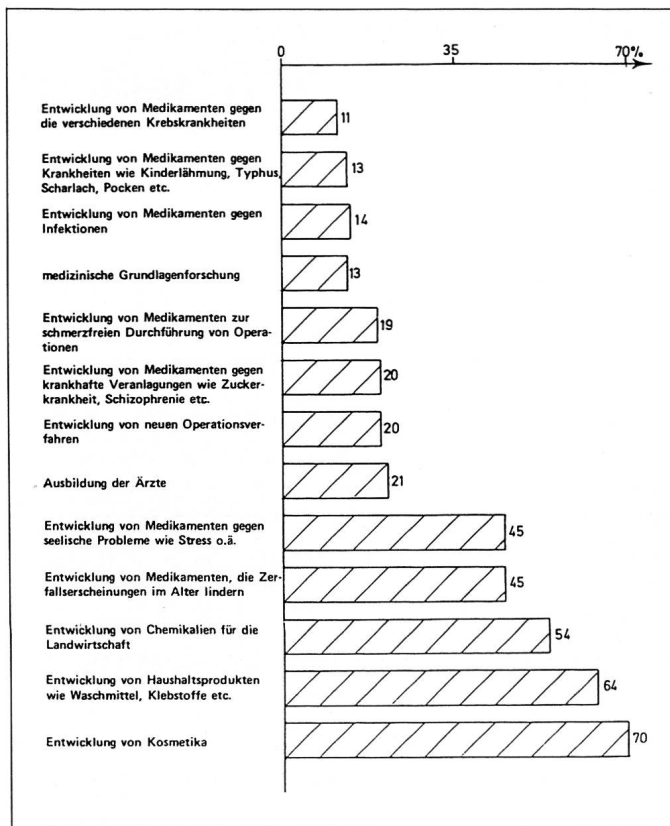 0 35 70%
Entwicklung von Medikamenten gegen
die verschiedenen Krebskrankheiten
11
Entwicklung von Medikamenten gegen
Krankheiten wie Kinderlähmung, Typhus,
Scharlach, Pocken etc.
13
Entwicklung von Medikamenten gegen
Infektionen
14
medizinische Grundlagenforschung
13
Entwicklung von Medikamenten zur
schmerzfreien Durchführung von Opera-
tionen
19
Entwicklung von Medikamenten gegen
krankhafte Veranlagungen wie Zucker-
krankheit, Schizophrenie etc.
20
Entwicklung von neuen Operationsver-
fahren
20
Ausbildung der Ärzte
21
Entwicklung von Medikamenten gegen
seelische Probleme wie Stress o.ä.
45
Entwicklung von Medikamenten, die Zer-
fallserscheinungen im Alter lindern
45
Entwicklung von Chemikalien für die
Landwirtschaft
54
Entwicklung von Haushaltsprodukten
wie Waschmittel, Klebstoffe etc.
64
Entwicklung von Kosmetika
70